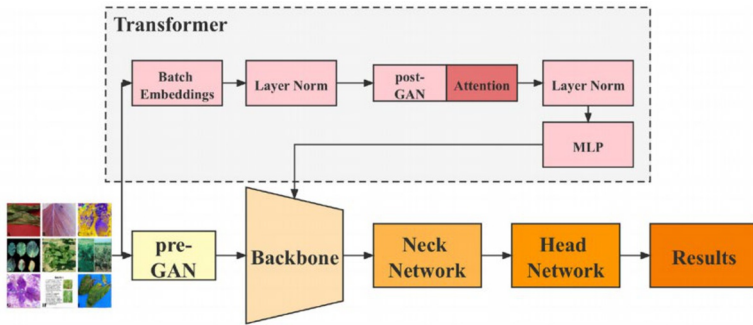 Transformer
Batch
Embeddings
Layer Norm
post-
GAN
Attention
Layer Norm
MLP
pre-
GAN
Backbone
Neck
Network
Head
Network
Results